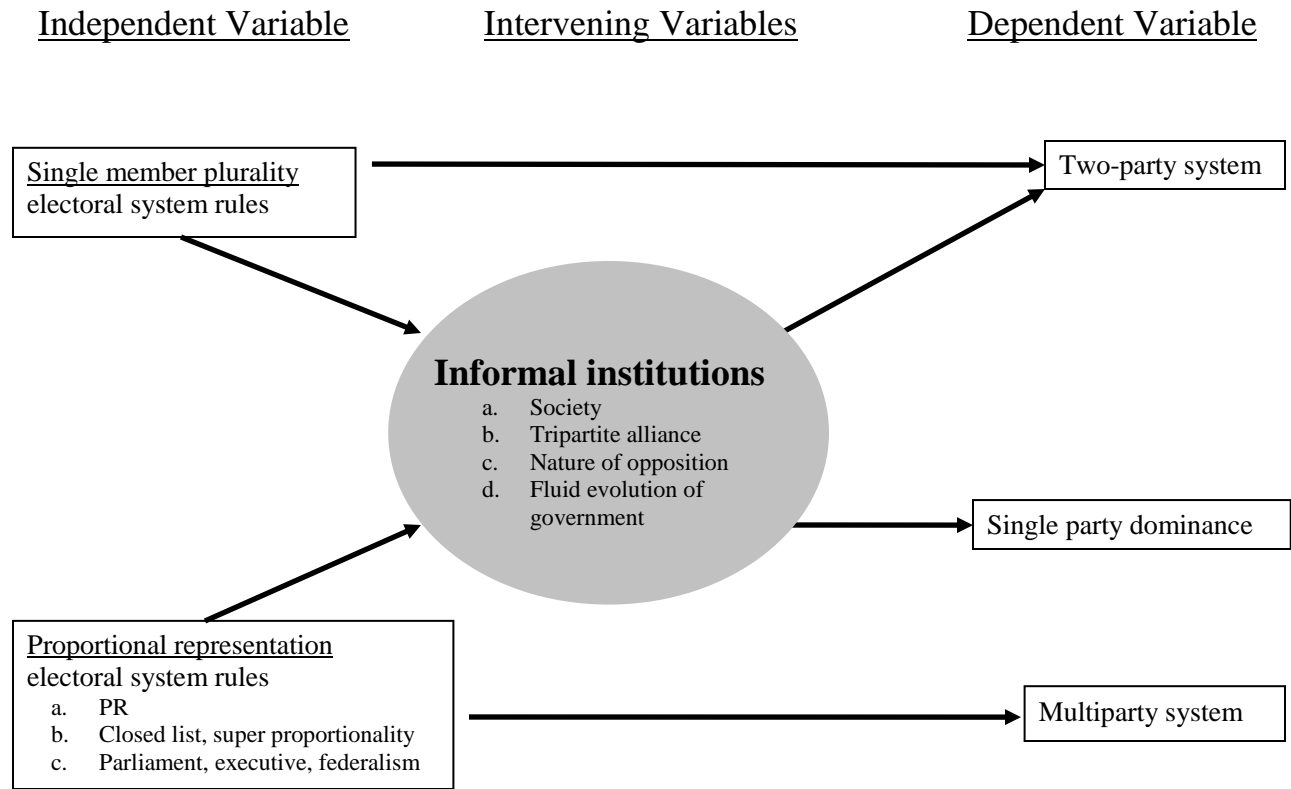 Independent Variable
Intervening Variables
Dependent Variable
Single member plurality
electoral system rules
Two-party system
Informal institutions
a. Society
b. Tripartite alliance
c. Nature of opposition
d. Fluid evolution of
government
Single party dominance
Proportional representation
electoral system rules
a. PR
b. Closed list, super proportionality
c. Parliament, executive, federalism
Multiparty system